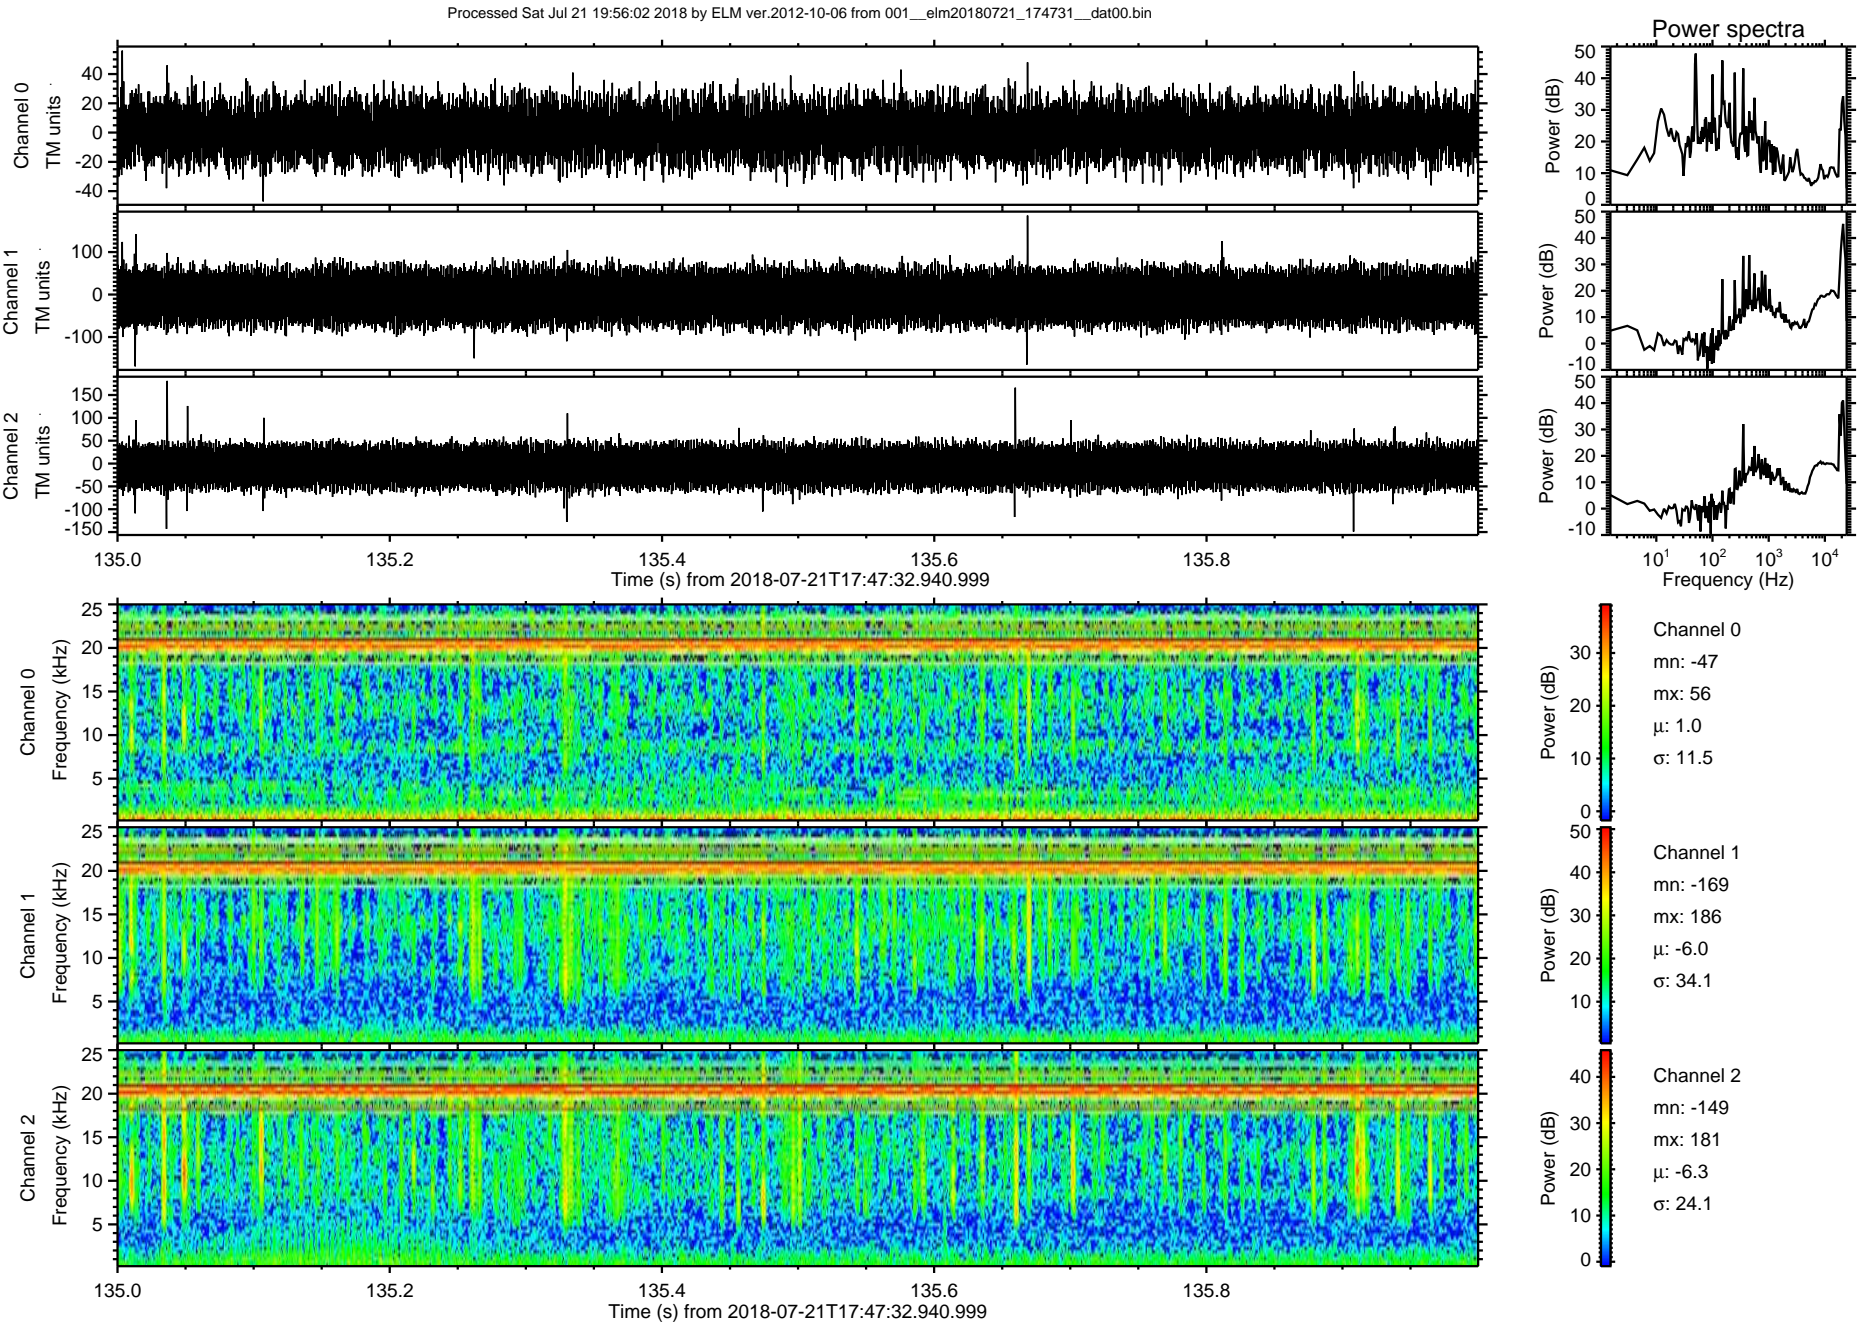 Processed Sat Jul 21 19:56:02 2018 by ELM ver.2012-10-06 from 001__elm20180721_174731__dat00.bin
Power spectra
Channel 0
TM units
40
20
0
-20
-40
Power (dB)
50
40
30
20
10
0
Channel 1
TM units
100
0
-100
Power (dB)
50
40
30
20
10
0
-10
Channel 2
TM units
150
100
50
0
-50
-100
-150
Power (dB)
50
40
30
20
10
0
-10
135.0 135.2 135.4 135.6 135.8
Time (s) from 2018-07-21T17:47:32.940.999
10^1 10^2 10^3 10^4
Frequency (Hz)
Channel 0
Frequency (kHz)
25
20
15
10
5
Power (dB)
30
20
10
0
Channel 0
mn: -47
mx: 56
μ: 1.0
σ: 11.5
Channel 1
Frequency (kHz)
25
20
15
10
5
Power (dB)
50
40
30
20
10
Channel 1
mn: -169
mx: 186
μ: -6.0
σ: 34.1
Channel 2
Frequency (kHz)
25
20
15
10
5
Power (dB)
40
30
20
10
0
Channel 2
mn: -149
mx: 181
μ: -6.3
σ: 24.1
135.0 135.2 135.4 135.6 135.8
Time (s) from 2018-07-21T17:47:32.940.999